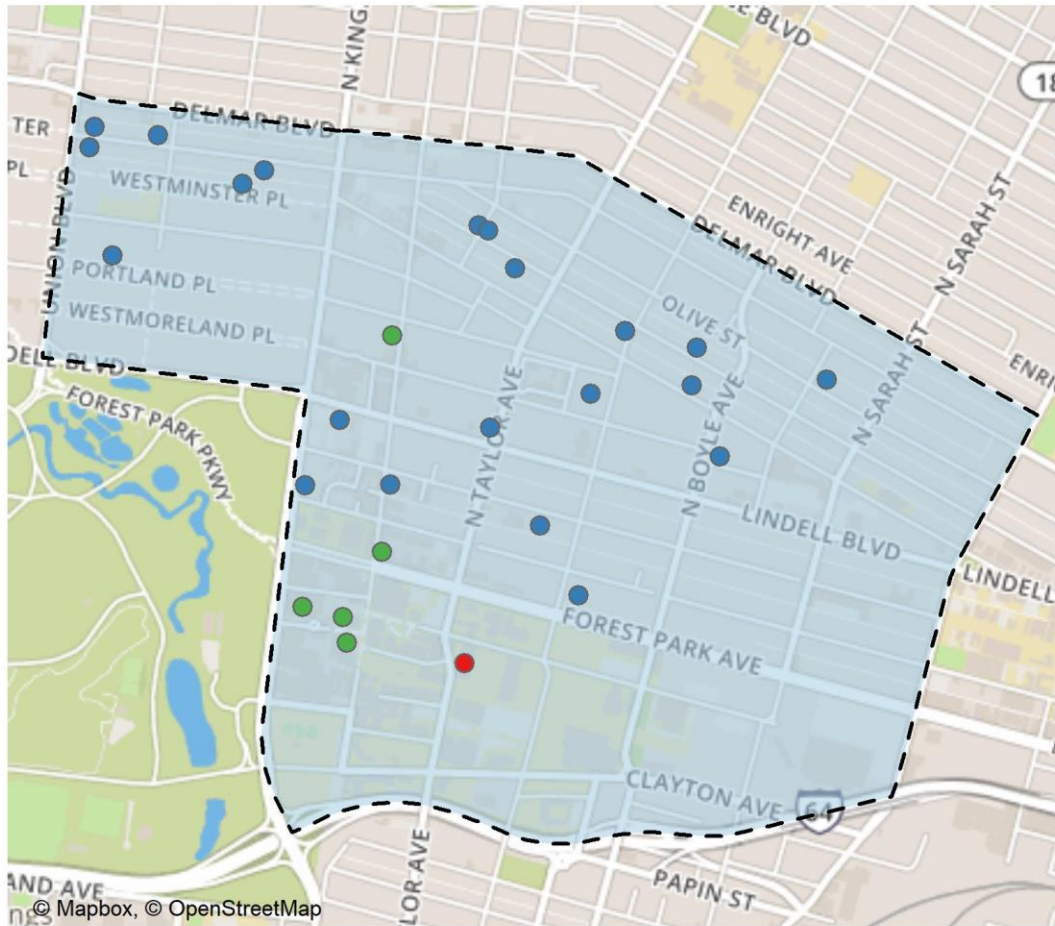 E BLVD
N KING
18
DELMAR BLVD
TER
PL
WESTMINSTER PL
UNION BLVD
ENRIGHT AVE
N SARAH ST
DELMAR BLVD
PORTLAND PL
OLIVE ST
WESTMORELAND PL
DELL BLVD
ENRI
N SARAH ST
FOREST PARK PKWY
N TAYLOR AVE
N BOYLE AVE
LINDELL BLVD
LINDELL
FOREST PARK AVE
CLAYTON AVE
64
LOR AVE
PAPIN ST
AND AVE
ngs
© Mapbox, © OpenStreetMap